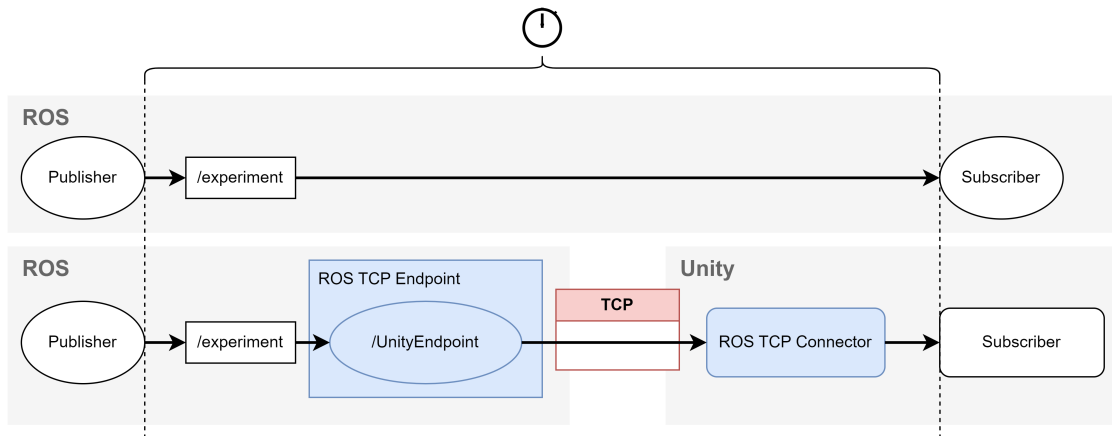 ROS
Publisher
/experiment
Subscriber
ROS
Unity
ROS TCP Endpoint
TCP
Publisher
/experiment
/UnityEndpoint
ROS TCP Connector
Subscriber